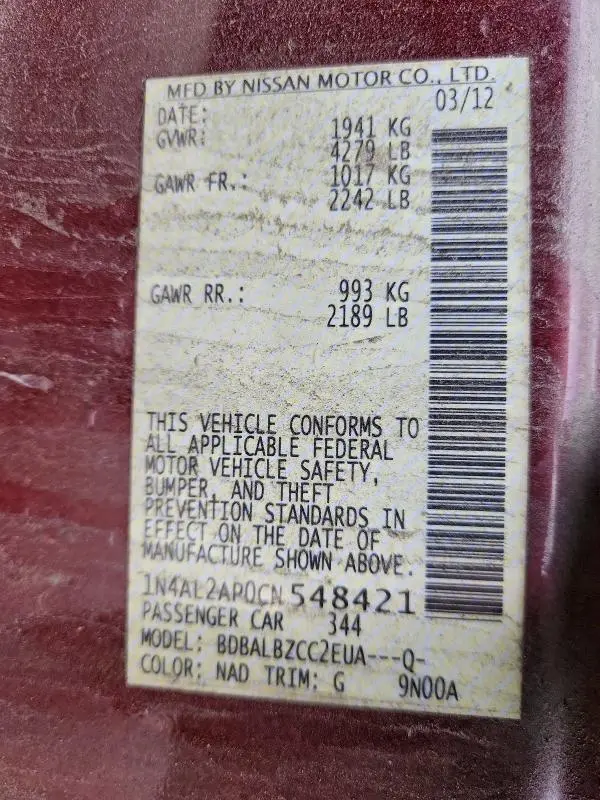 MFD BY NISSAN MOTOR CO., LTD.
DATE: 03/12
GVWR: 1941 KG
4279 LB
GAWR FR.: 1017 KG
2242 LB
GAWR RR.: 993 KG
2189 LB
THIS VEHICLE CONFORMS TO
ALL APPLICABLE FEDERAL
MOTOR VEHICLE SAFETY,
BUMPER, AND THEFT
PREVENTION STANDARDS IN
EFFECT ON THE DATE OF
MANUFACTURE SHOWN ABOVE.
1N4AL2AP0CN 548421
PASSENGER CAR 344
MODEL: BDBALBZCC2EUA---Q-
COLOR: NAD TRIM: G 9N00A